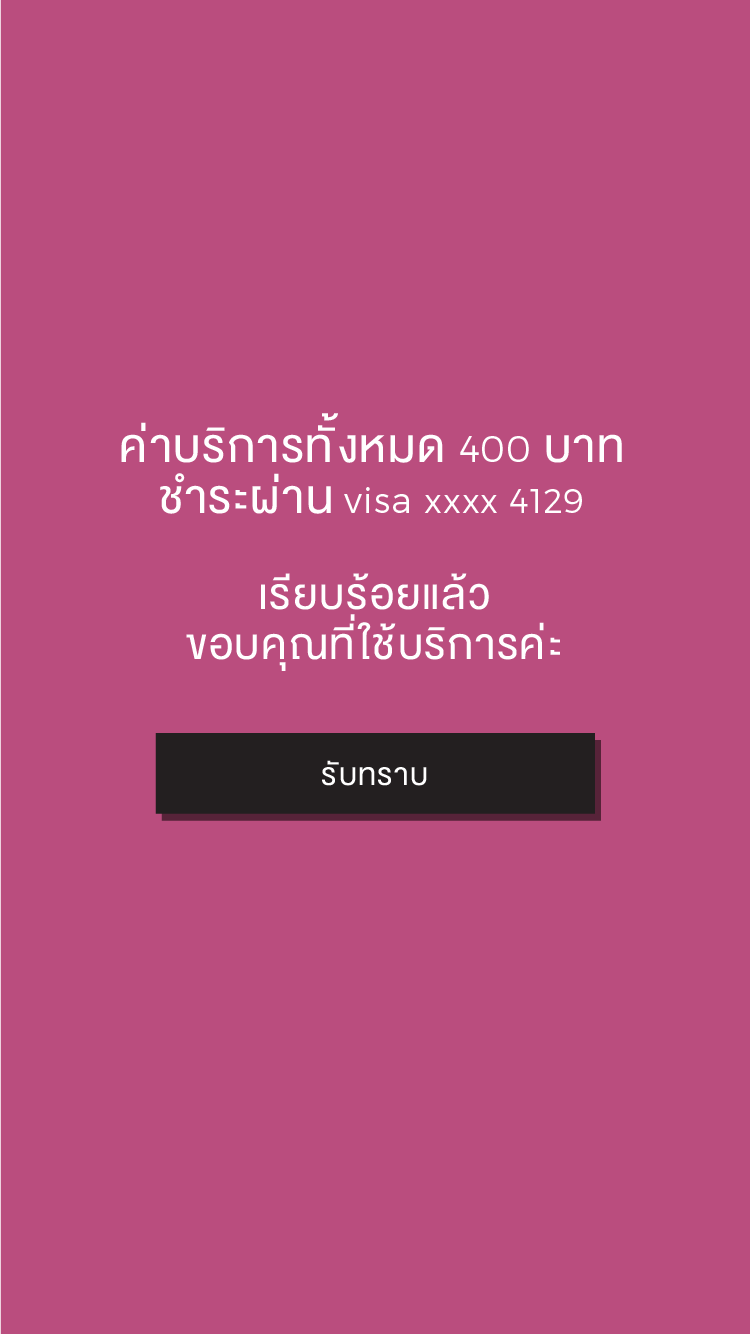 ค่าบริการทั้งหมด 400 บาท
ชำระผ่าน visa xxxx 4129
เรียบร้อยแล้ว
ขอบคุณที่ใช้บริการค่ะ
รับทราบ